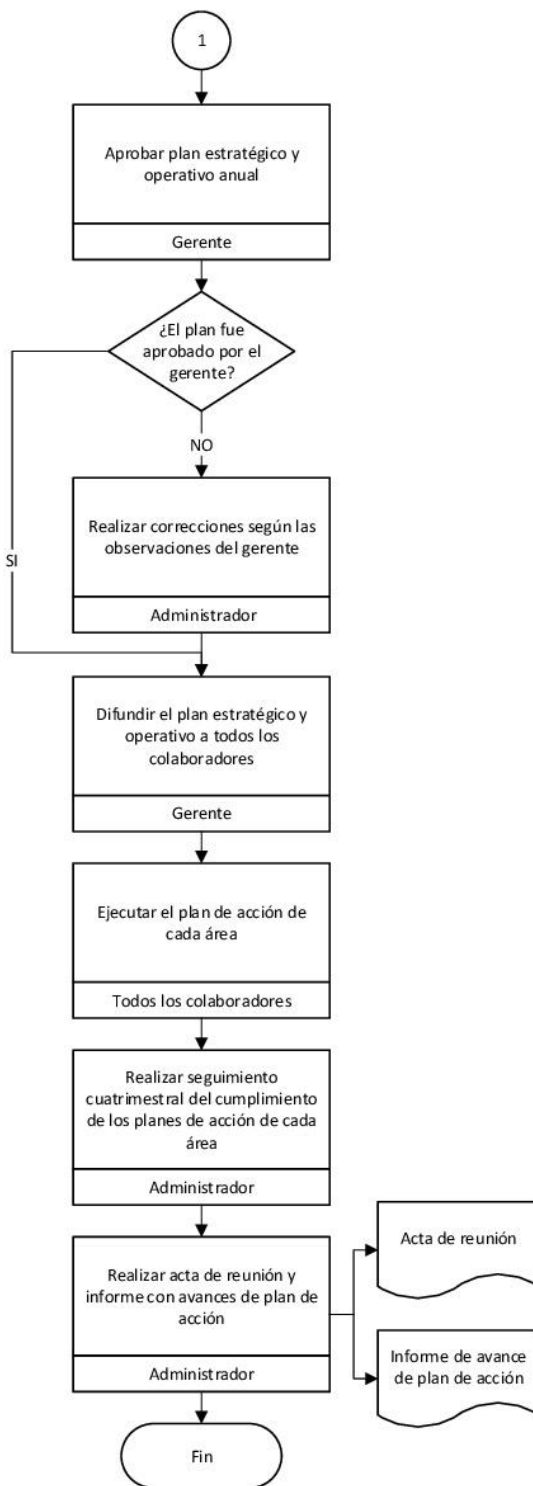 1
Aprobar plan estratégico y
operativo anual
Gerente
¿El plan fue
aprobado por el
gerente?
NO
Realizar correcciones según las
observaciones del gerente
SI
Administrador
Difundir el plan estratégico y
operativo a todos los
colaboradores
Gerente
Ejecutar el plan de acción de
cada área
Todos los colaboradores
Realizar seguimiento
cuatrimestral del cumplimiento
de los planes de acción de cada
área
Administrador
Realizar acta de reunión y
informe con avances de plan de
acción
Administrador
Acta de reunión
Informe de avance
de plan de acción
Fin